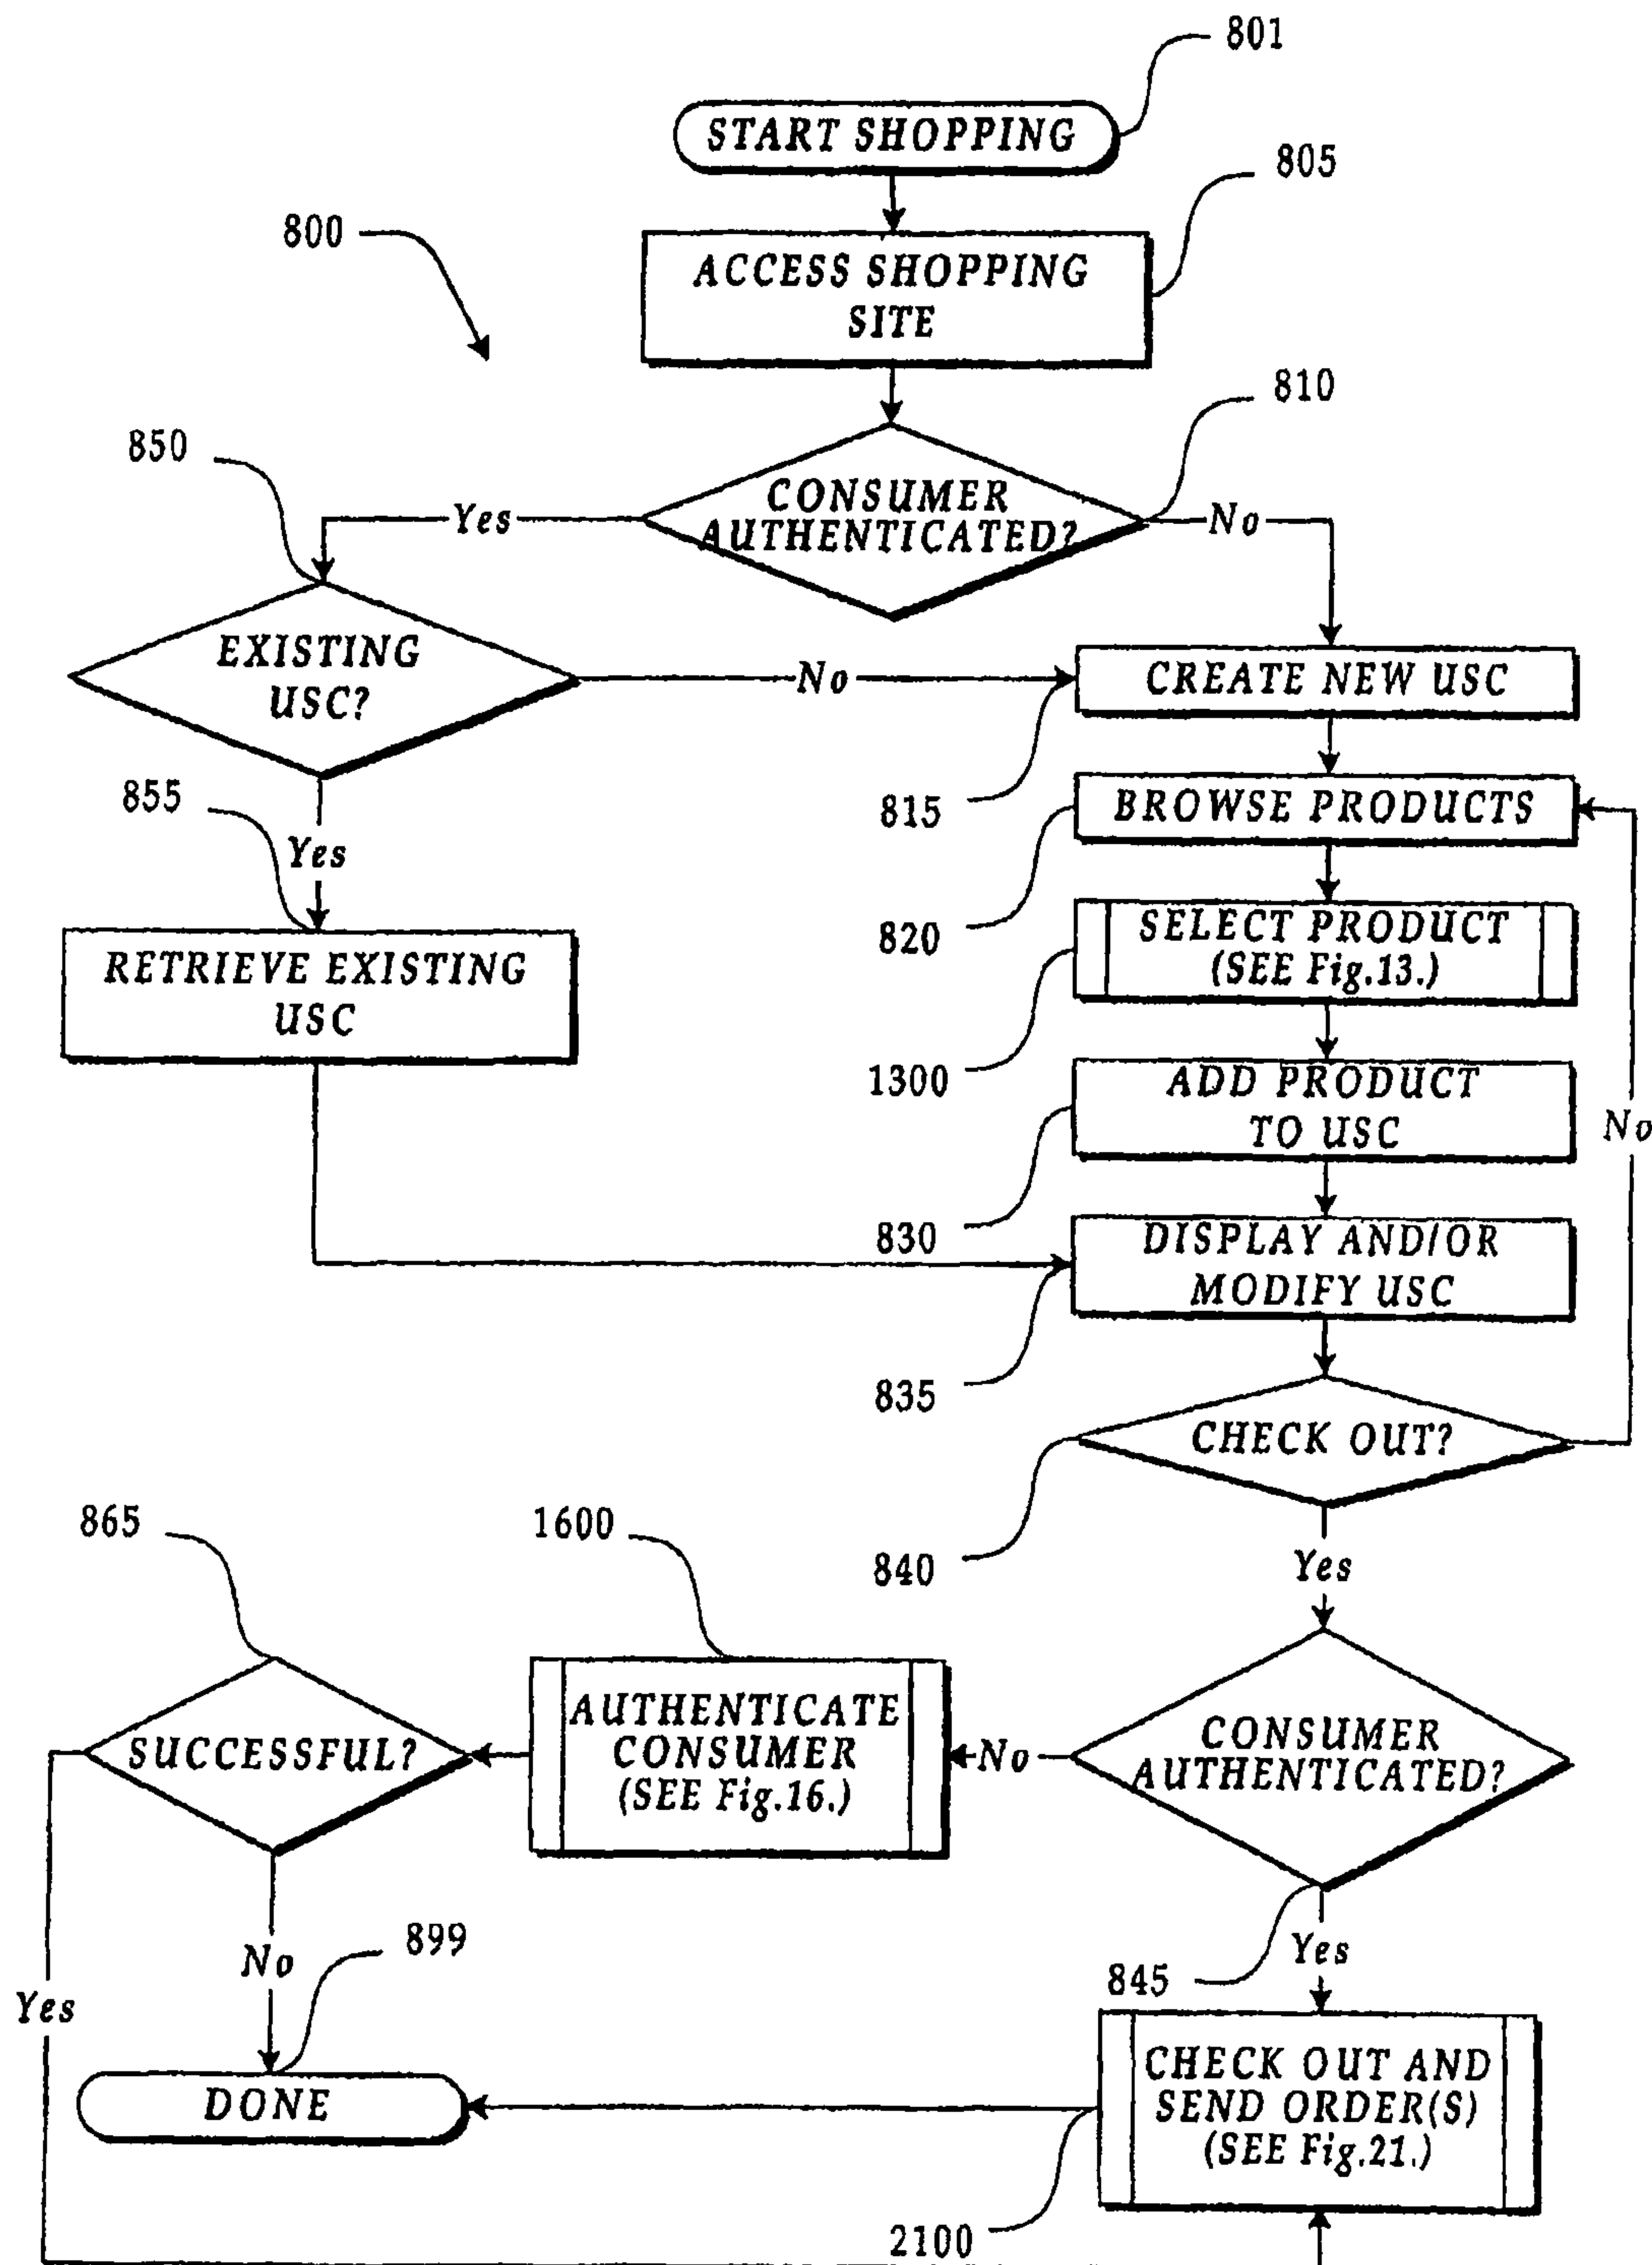 801
START SHOPPING
805
800
ACCESS SHOPPING
SITE
810
850
CONSUMER
AUTHENTICATED?
Yes
No
EXISTING
USC?
No
CREATE NEW USC
855
815
BROWSE PRODUCTS
Yes
820
SELECT PRODUCT
(SEE Fig.13.)
RETRIEVE EXISTING
USC
1300
ADD PRODUCT
TO USC
No
830
DISPLAY AND/OR
MODIFY USC
835
CHECK OUT?
865
1600
840
Yes
SUCCESSFUL?
AUTHENTICATE
CONSUMER
(SEE Fig.16.)
No
CONSUMER
AUTHENTICATED?
899
No
Yes
845
Yes
DONE
CHECK OUT AND
SEND ORDER(S)
(SEE Fig.21.)
2100